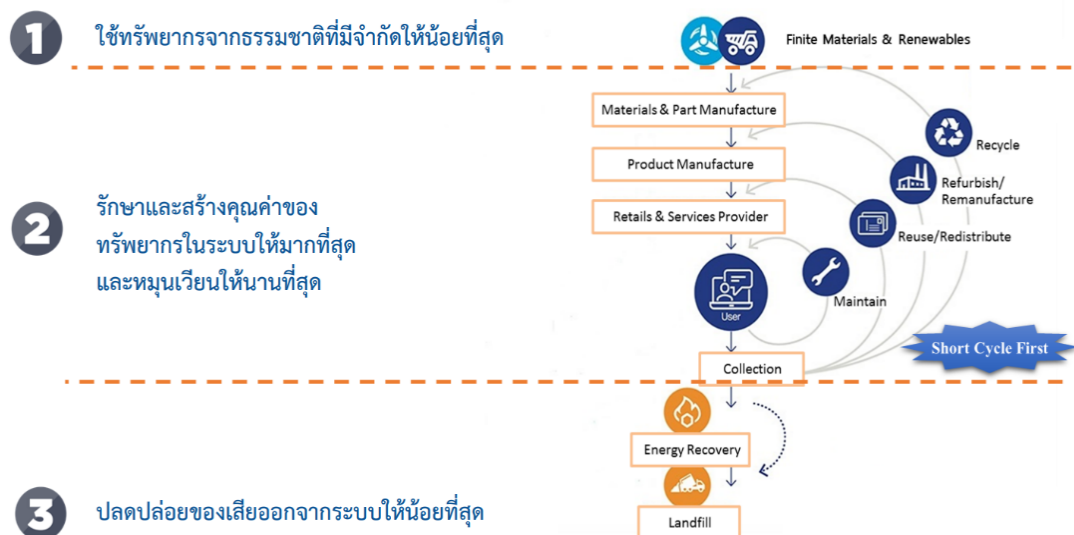 1
ใช้ทรัพยากรจากธรรมชาติที่มีจำกัดให้น้อยที่สุด
Finite Materials & Renewables
Materials & Part Manufacture
Recycle
Product Manufacture
Refurbish/
Remanufacture
2
รักษาและสร้างคุณค่าของ
ทรัพยากรในระบบให้มากที่สุด
และหมุนเวียนให้นานที่สุด
Retails & Services Provider
Reuse/Redistribute
Maintain
User
Short Cycle First
Collection
Energy Recovery
3
ปลดปล่อยของเสียออกจากระบบให้น้อยที่สุด
Landfill